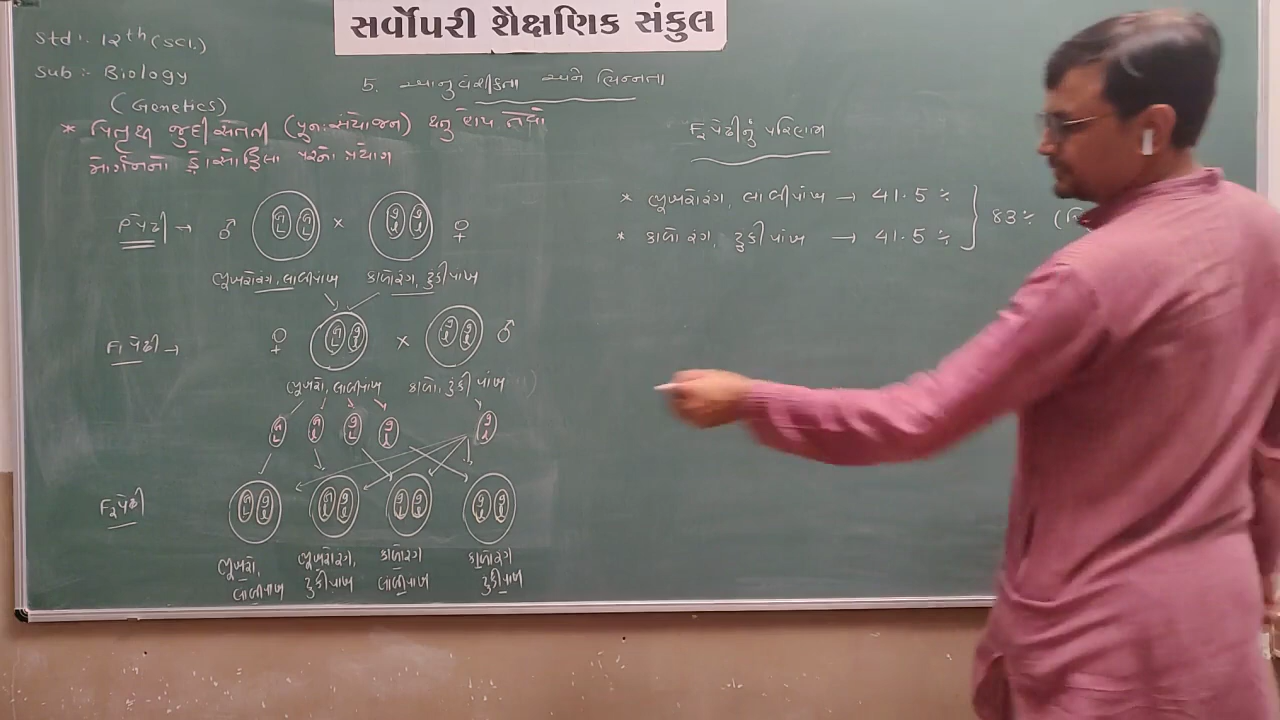 સર્વોપરી શૈક્ષણિક સંકુલ
Std :- 12th (SCI.)
Sub :- Biology
(Genetics)
5. આનુવંશીકતા અને ભિન્નતા
* પિતૃથી જુદી સંતતી (પુનઃસંયોજન) થતું હોય તેવો
મોર્ગનનો ડ્રોસોફિલા પરનો પ્રયોગ
P પેઢી → ♂ × ♀
ભૂખરોરંગ, લાંબીપાંખ કાળોરંગ, ટુંકીપાંખ
F1 પેઢી → ♀ × ♂
ભૂખરો, લાંબીપાંખ કાળો, ટુંકી પાંખ
F2 પેઢી
ભૂખરો, લાંબીપાંખ
ભૂખરોરંગ, ટુંકીપાંખ
કાળોરંગ લાંબીપાંખ
કાળોરંગ ટુંકીપાંખ
F2 પેઢીનું પરિણામ
* ભૂખરોરંગ, લાંબીપાંખ → 41.5 %
* કાળો રંગ, ટુંકીપાંખ → 41.5 %
83%